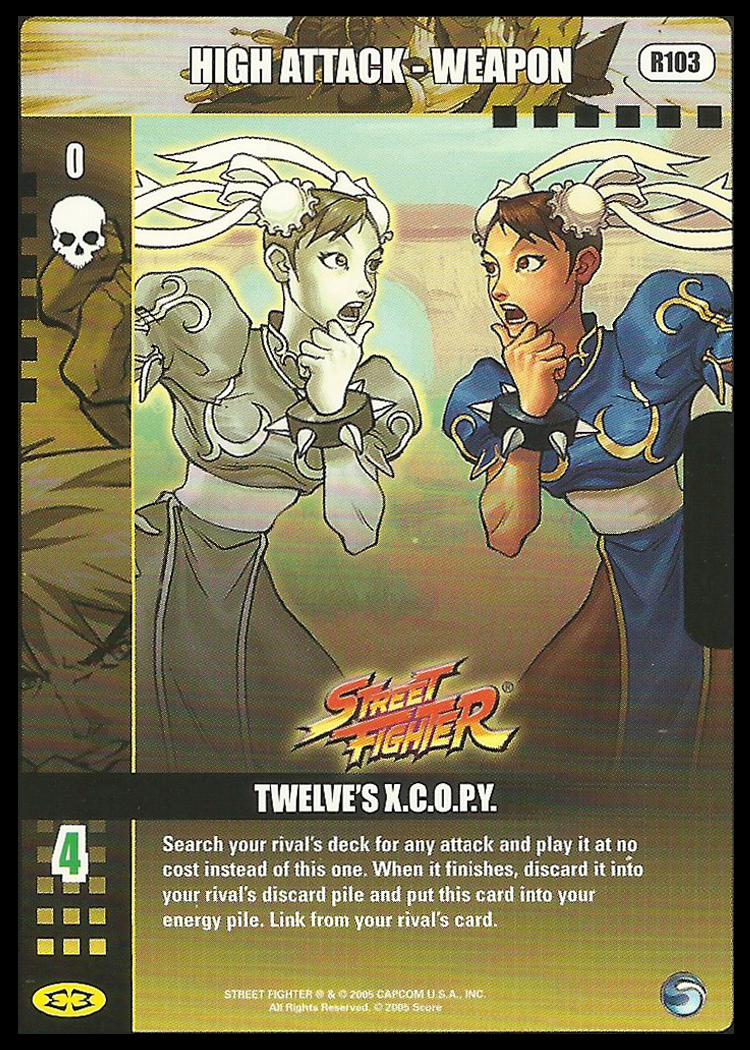 HIGH ATTACK - WEAPON
R103
0
STREET
FIGHTER®
TWELVE'S X.C.O.P.Y.
4
Search your rival's deck for any attack and play it at no
cost instead of this one. When it finishes, discard it into
your rival's discard pile and put this card into your
energy pile. Link from your rival's card.
STREET FIGHTER ® & © 2005 CAPCOM U.S.A., INC.
All Rights Reserved. © 2005 Score